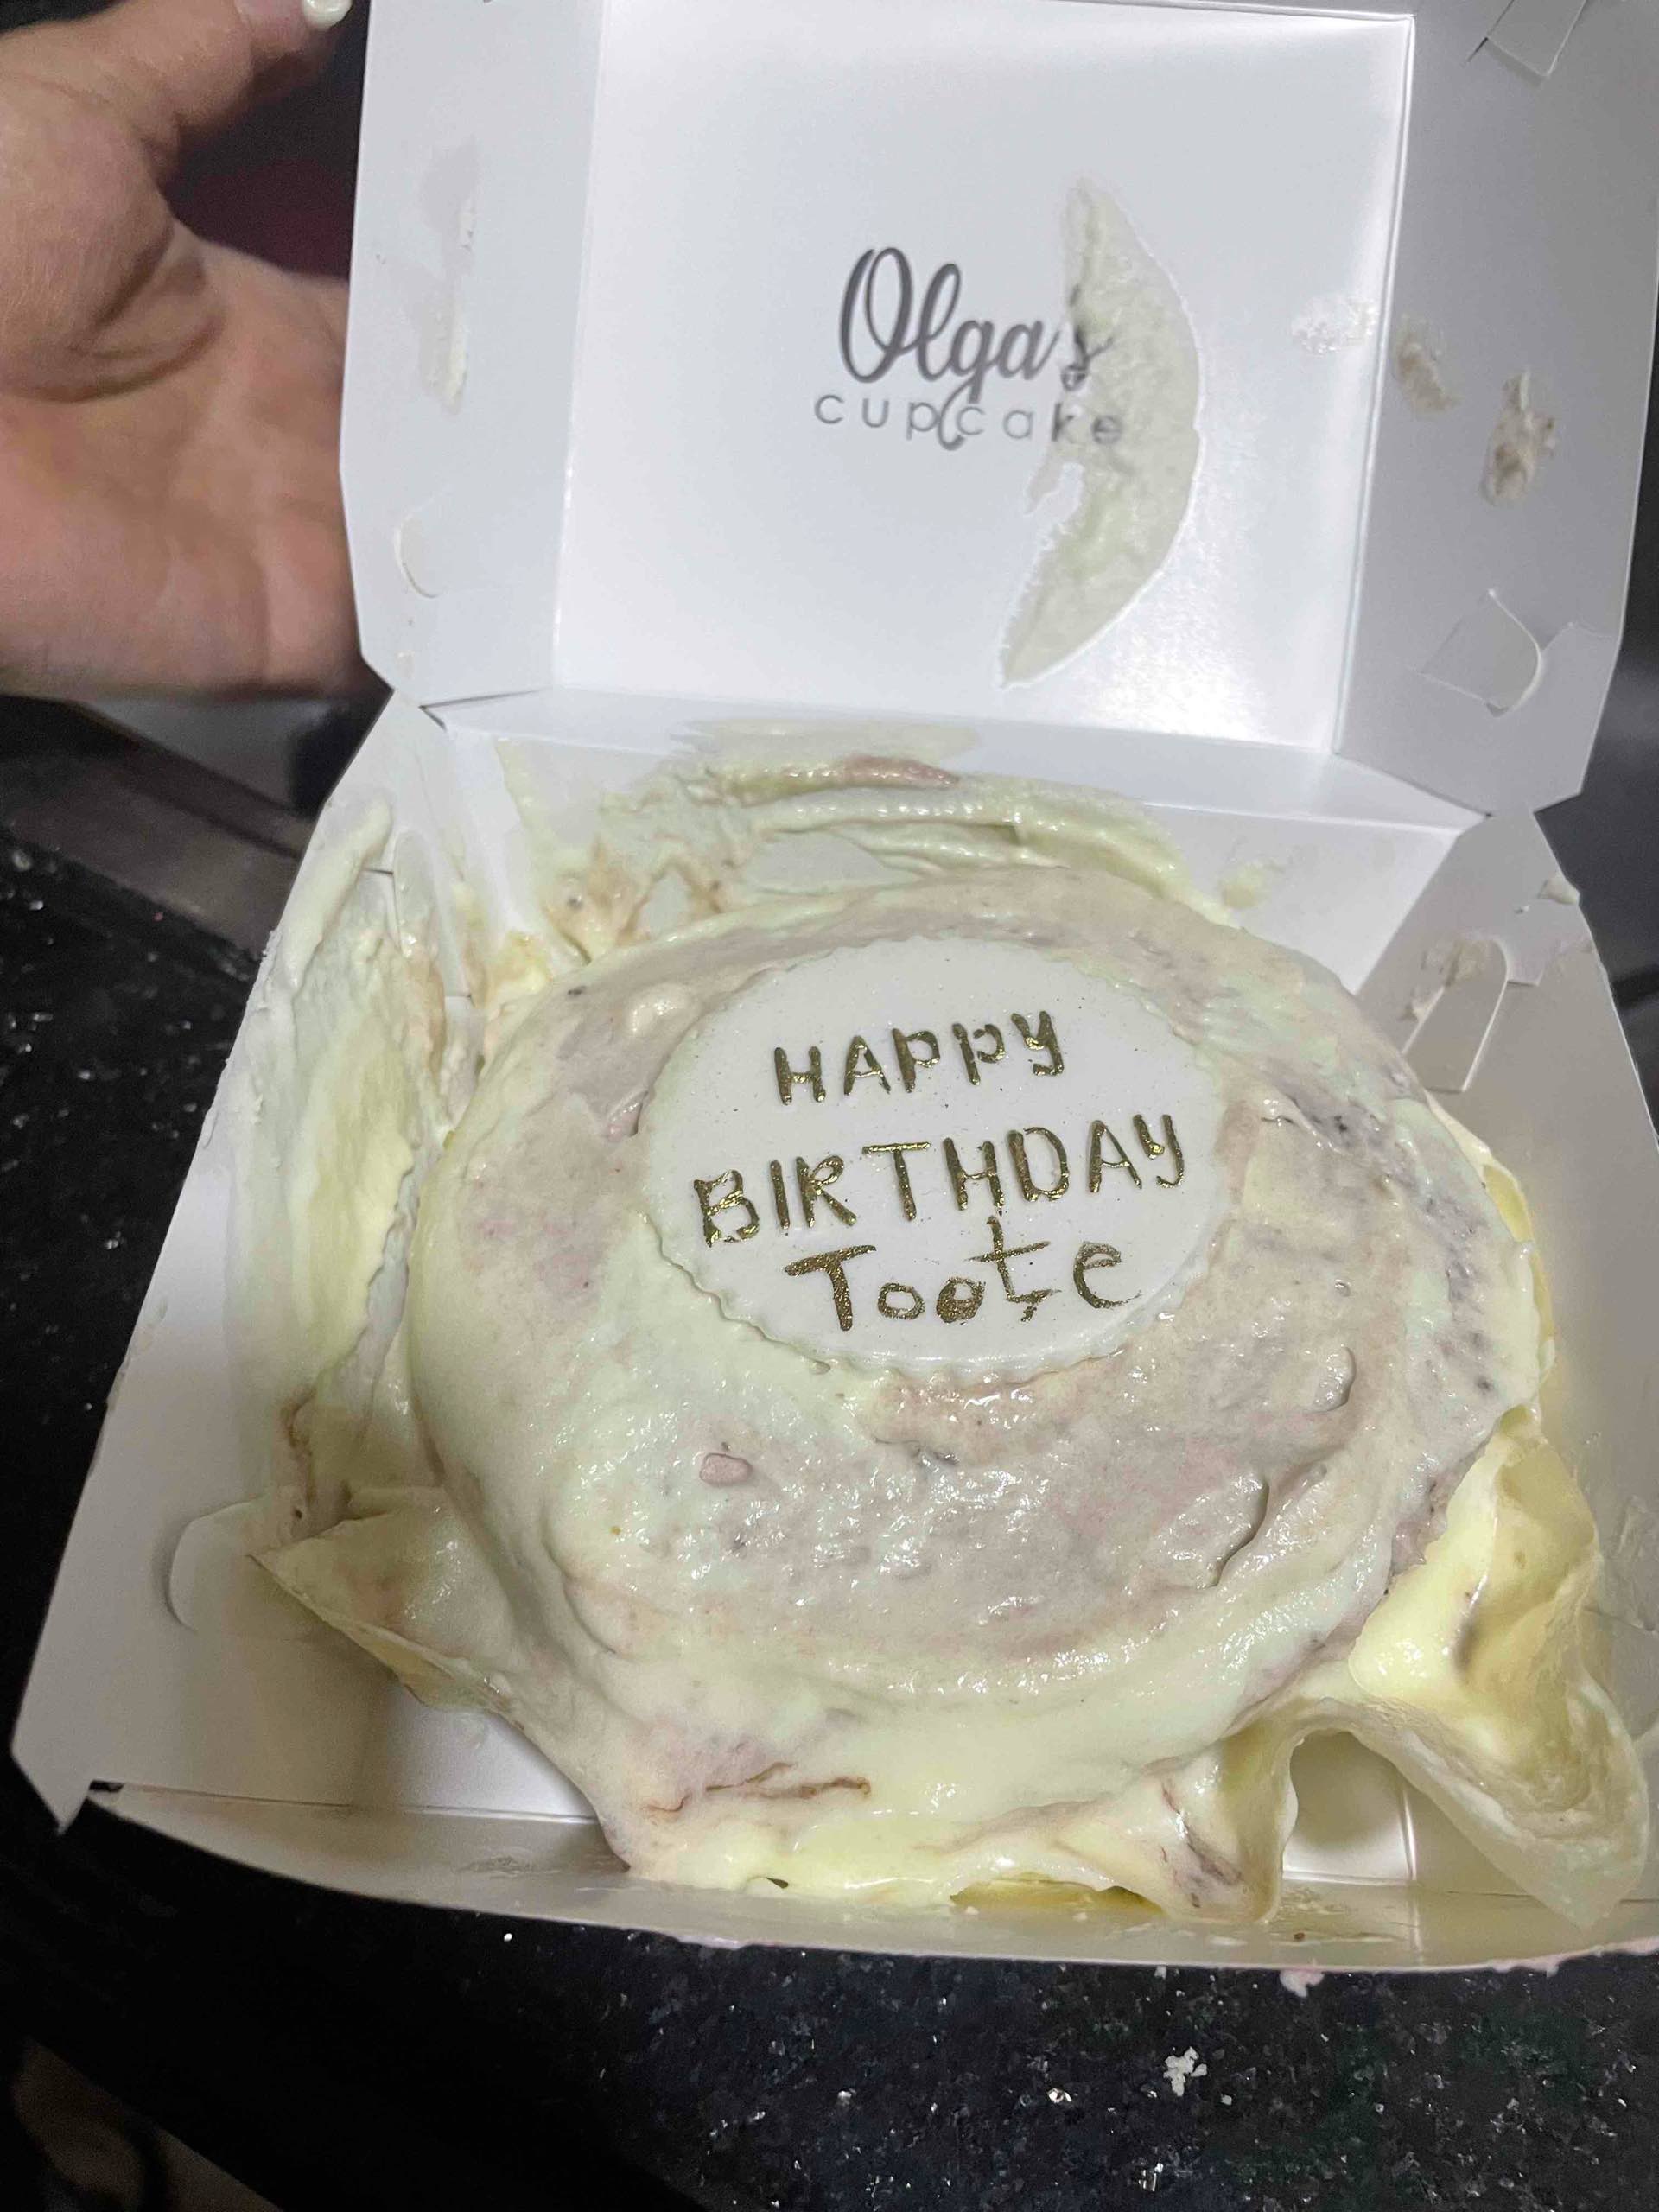 Olga's
cupcake
HAPPY
BIRTHDAY
Toote